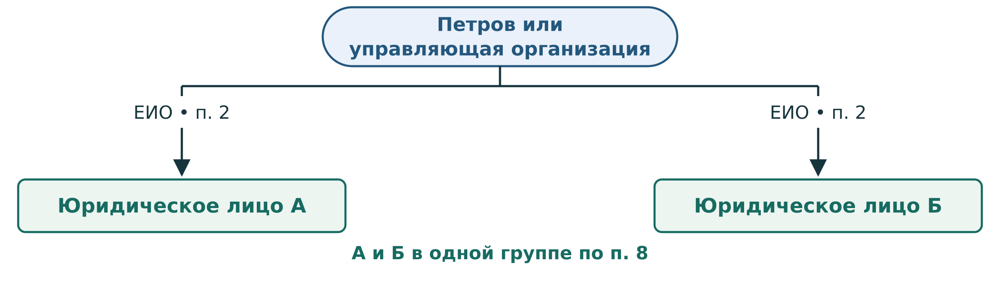 Петров или
управляющая организация
ЕИО • п. 2
ЕИО • п. 2
Юридическое лицо А
Юридическое лицо Б
А и Б в одной группе по п. 8